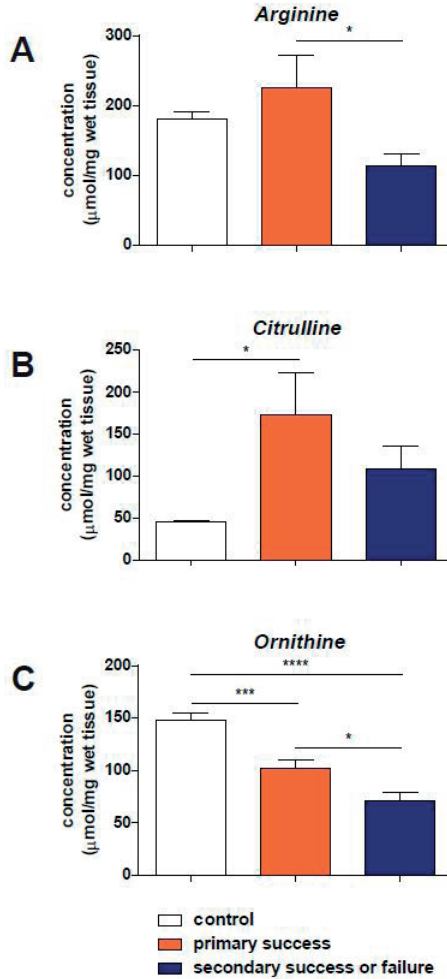 Arginine
A
*
concentration
(μmol/mg wet tissue)
300
200
100
0
Citrulline
B
*
concentration
(μmol/mg wet tissue)
250
200
150
100
50
0
Ornithine
C
****
***
*
concentration
(μmol/mg wet tissue)
200
150
100
50
0
control
primary success
secondary success or failure